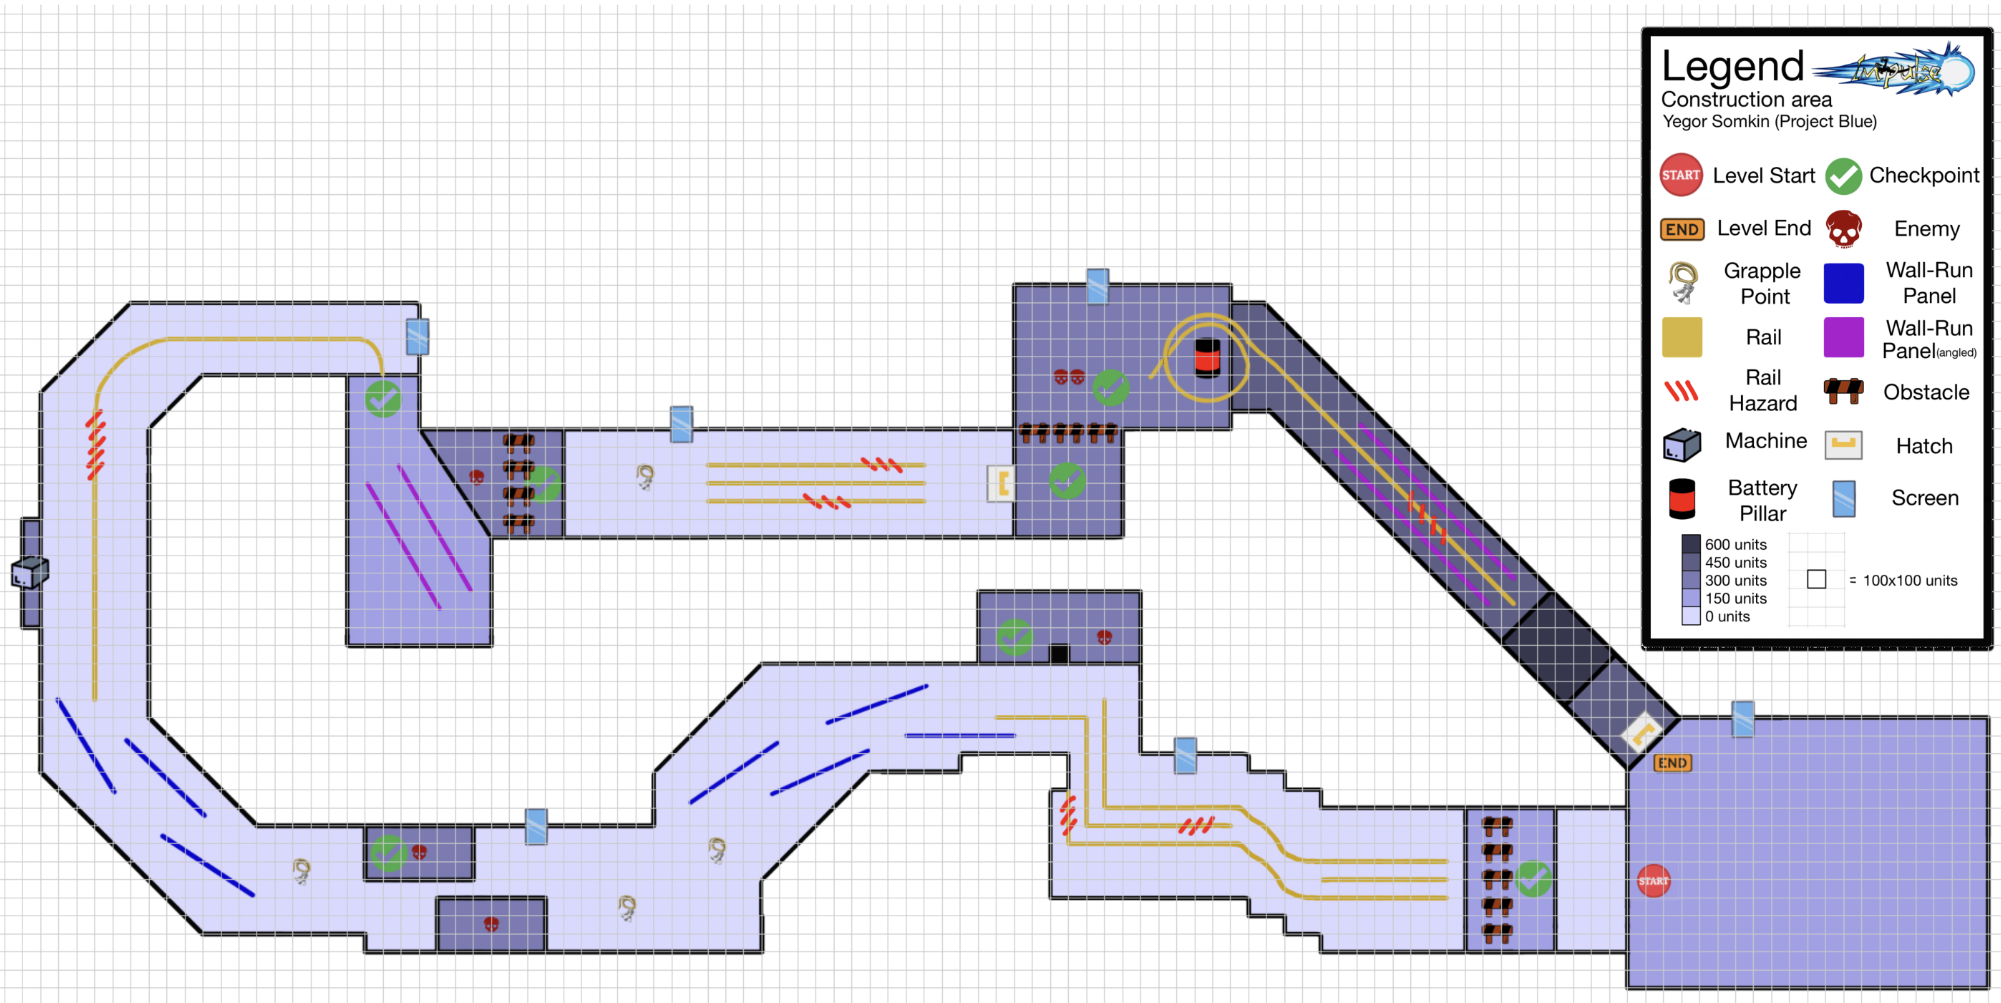 Legend
Impulse
Construction area
Yegor Somkin (Project Blue)
START
Level Start
Checkpoint
END
Level End
Enemy
Grapple
Point
Wall-Run
Panel
Rail
Wall-Run
Panel(angled)
Rail
Hazard
Obstacle
Machine
Hatch
Battery
Pillar
Screen
600 units
450 units
300 units
150 units
0 units
= 100x100 units
END
START